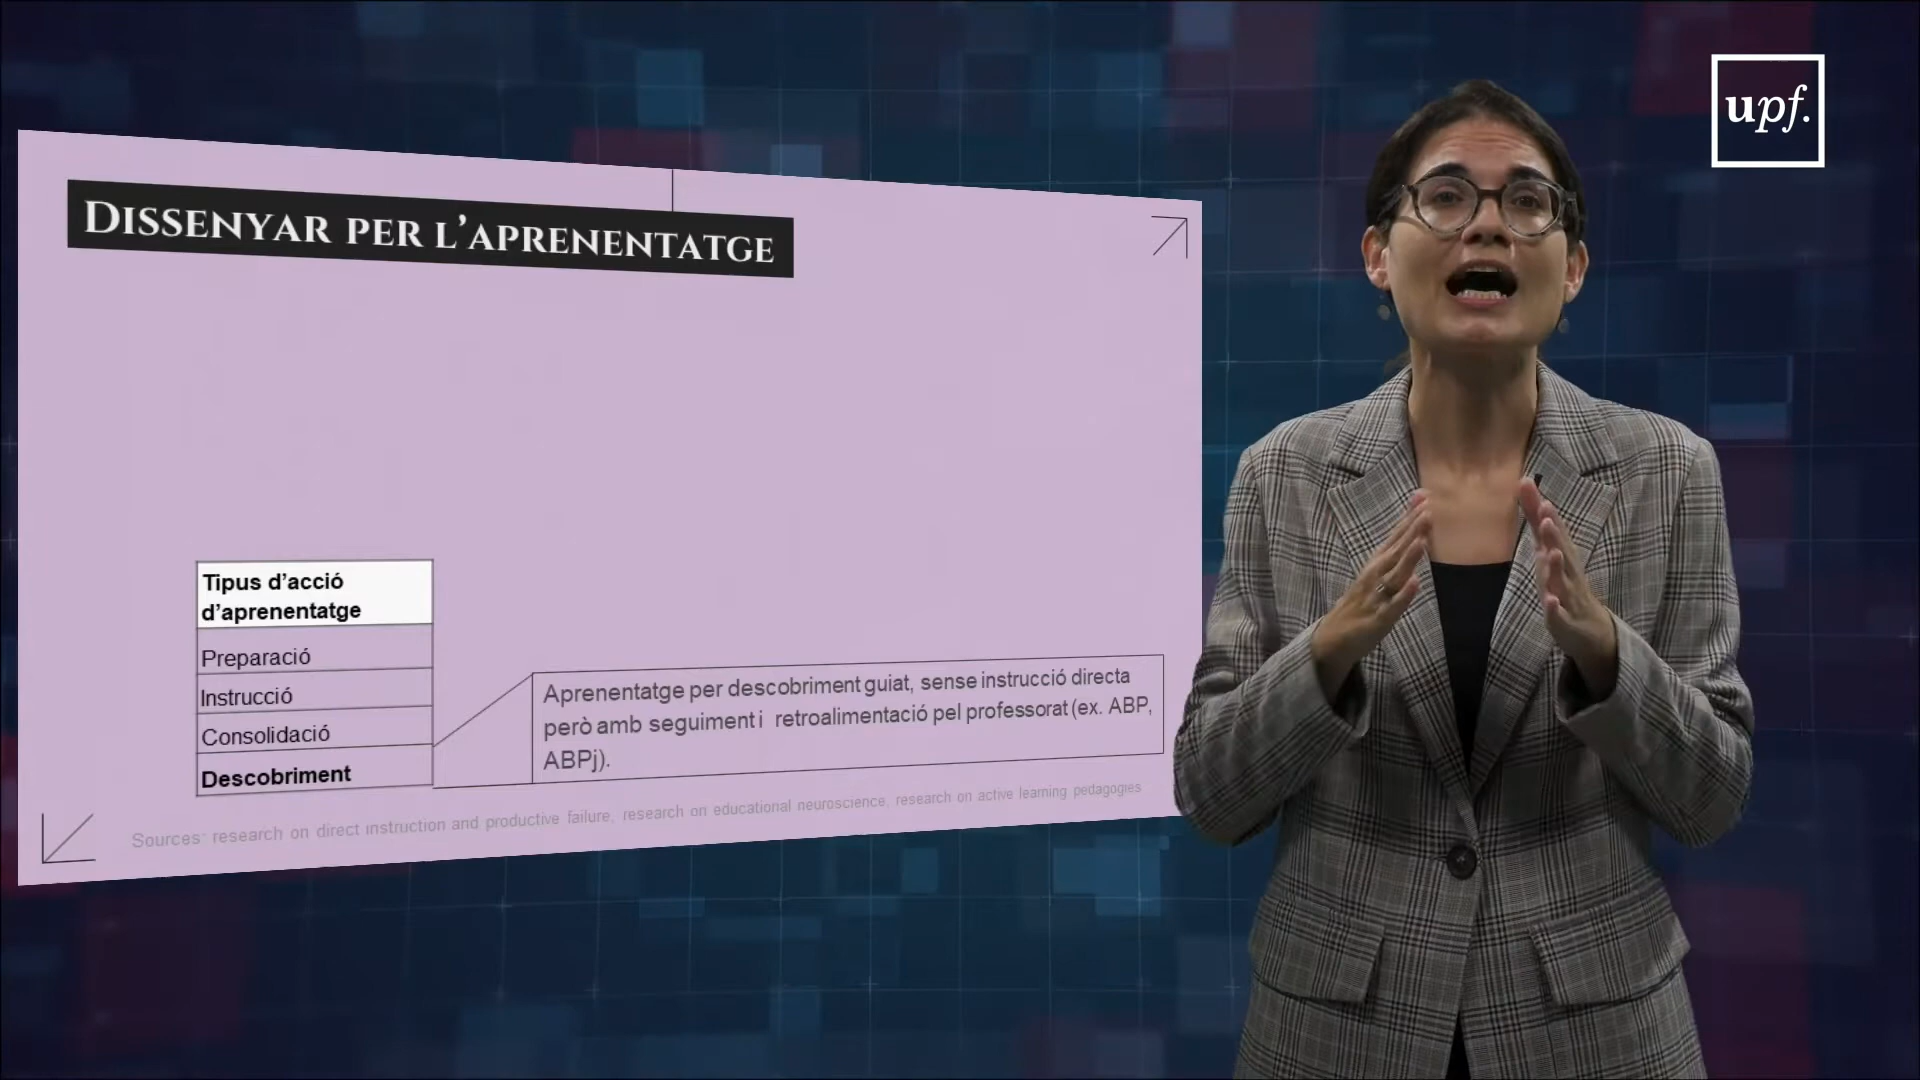 upf.
DISSENYAR PER L’APRENENTATGE
Tipus d’acció
d’aprenentatge
Preparació
Instrucció
Consolidació
Descobriment
Aprenentatge per descobriment guiat, sense instrucció directa
però amb seguiment i retroalimentació pel professorat (ex. ABP,
ABPj).
Sources: research on direct instruction and productive failure, research on educational neuroscience, research on active learning pedagogies